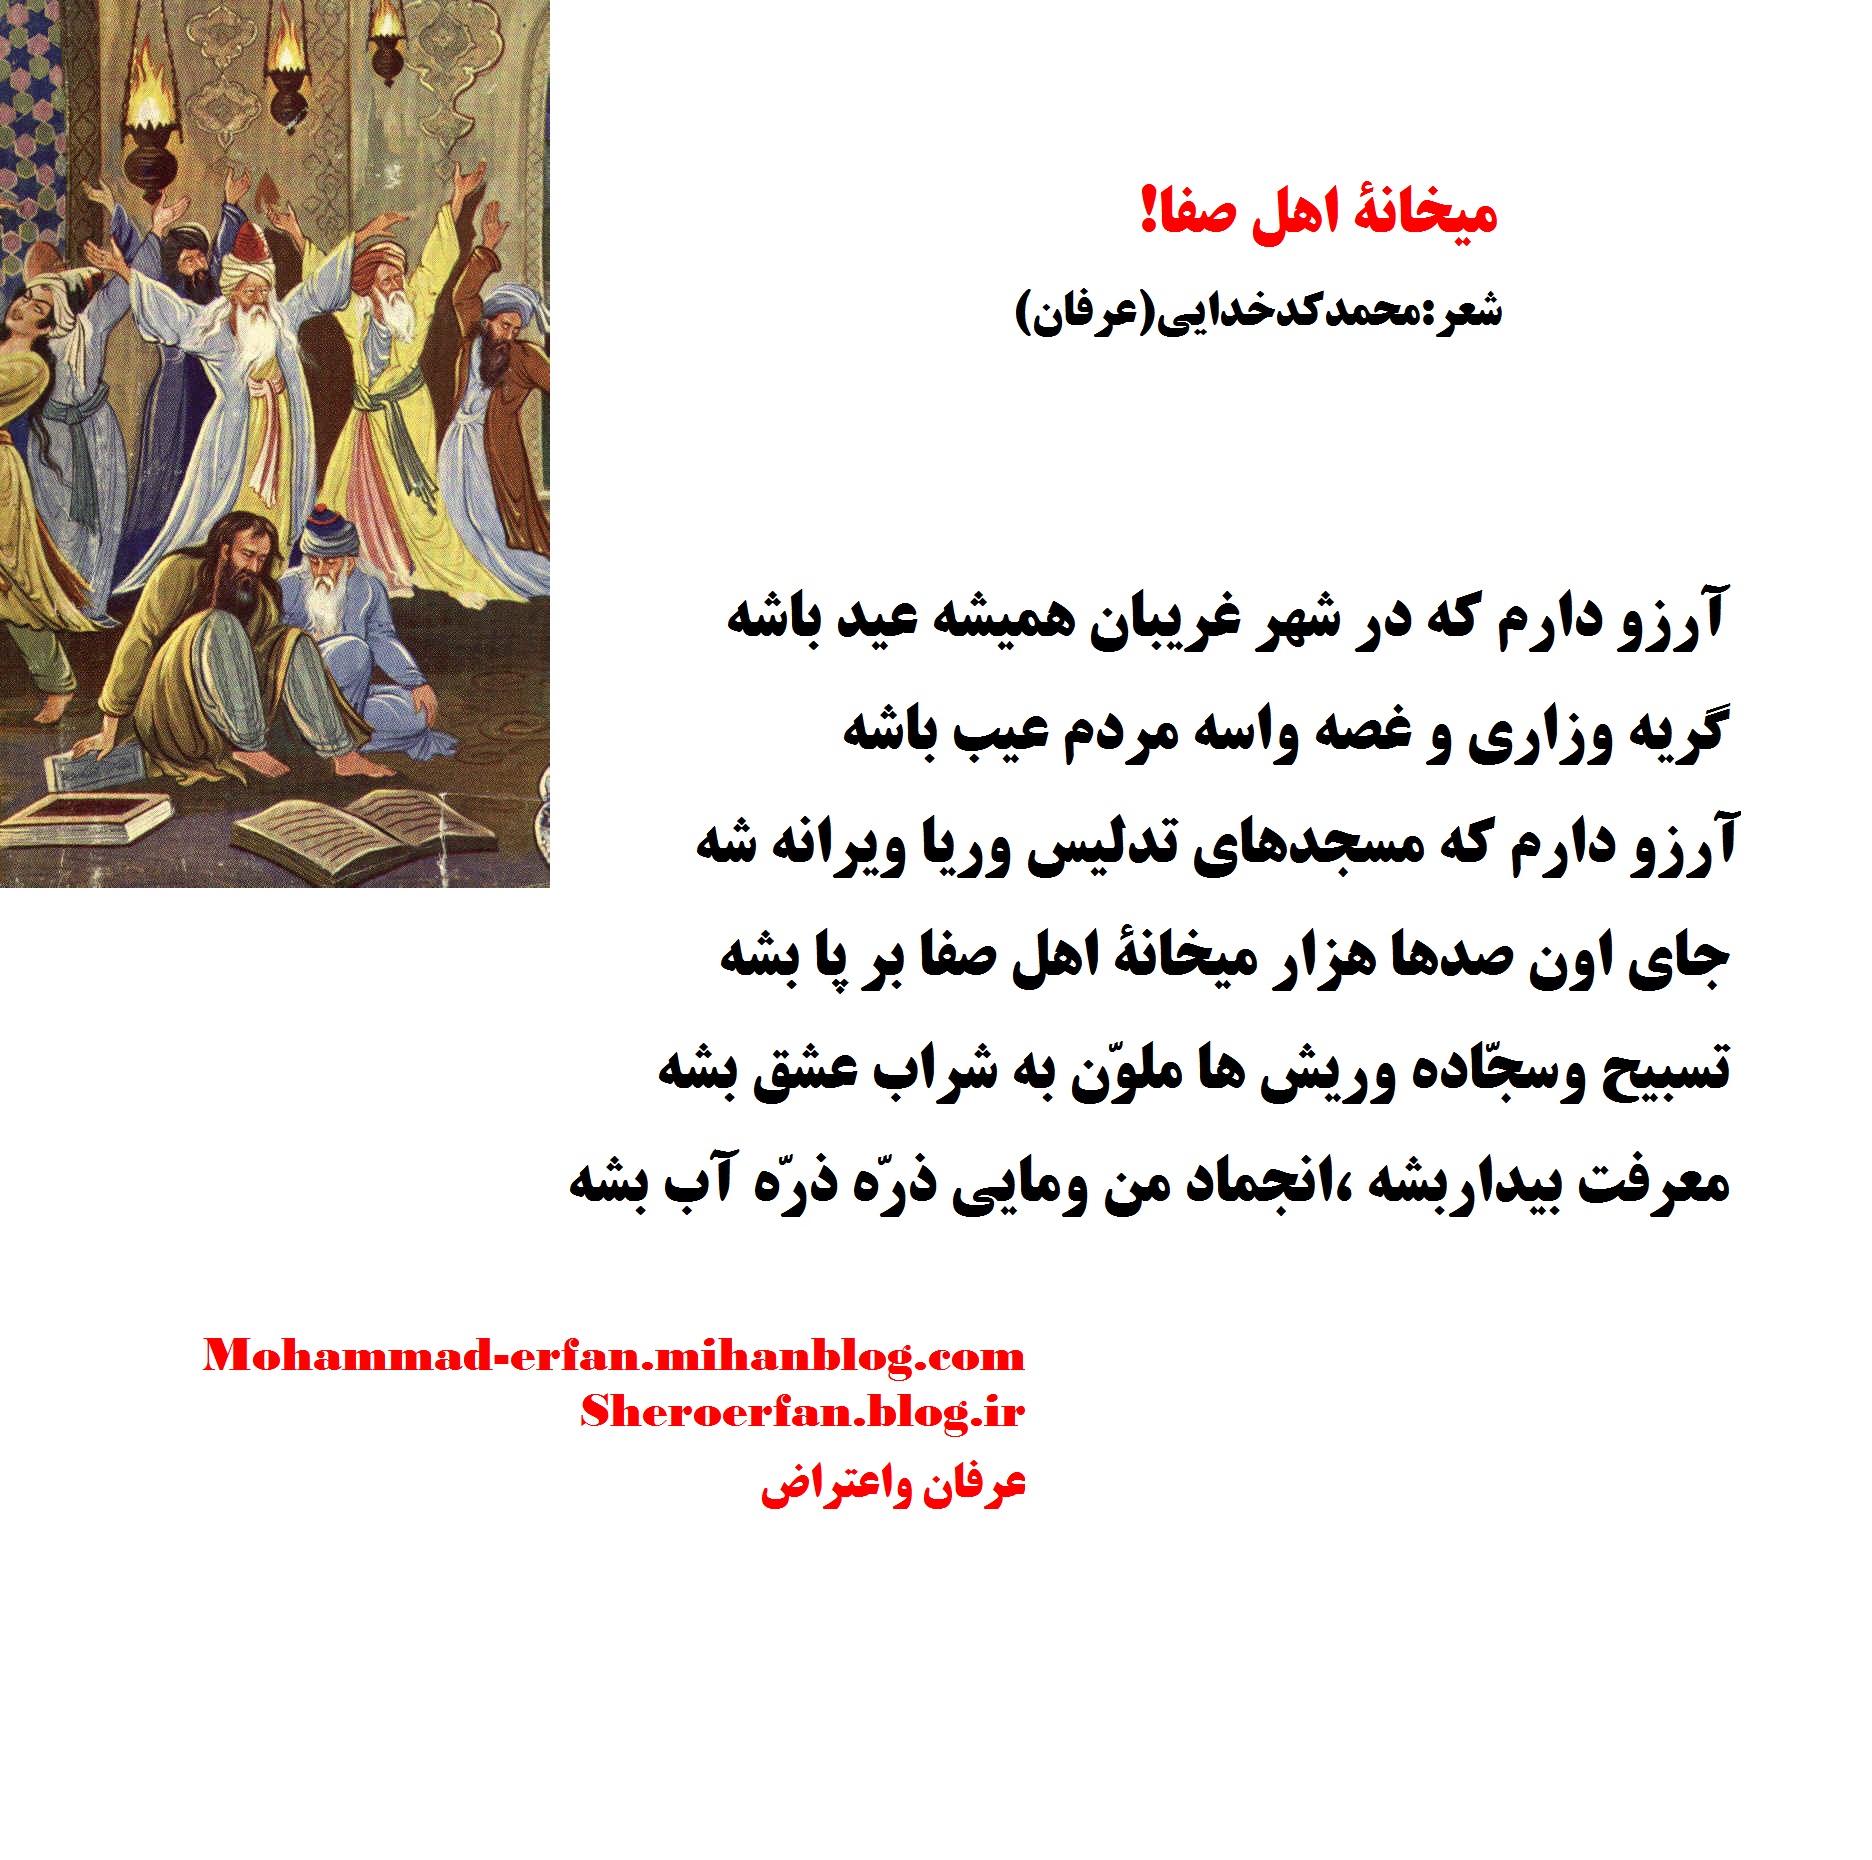 میخانهٔ اهل صفا!
شعر:محمدکدخدایی(عرفان)
آرزو دارم که در شهر غریبان همیشه عید باشه
گریه وزاری و غصه واسه مردم عیب باشه
آرزو دارم که مسجدهای تدلیس وریا ویرانه شه
جای اون صدها هزار میخانهٔ اهل صفا بر پا بشه
تسبیح وسجّاده وریش ها ملوّن به شراب عشق بشه
معرفت بیداربشه ،انجماد من ومایی ذرّه ذرّه آب بشه
Mohammad-erfan.mihanblog.com
Sheroerfan.blog.ir
عرفان واعتراض